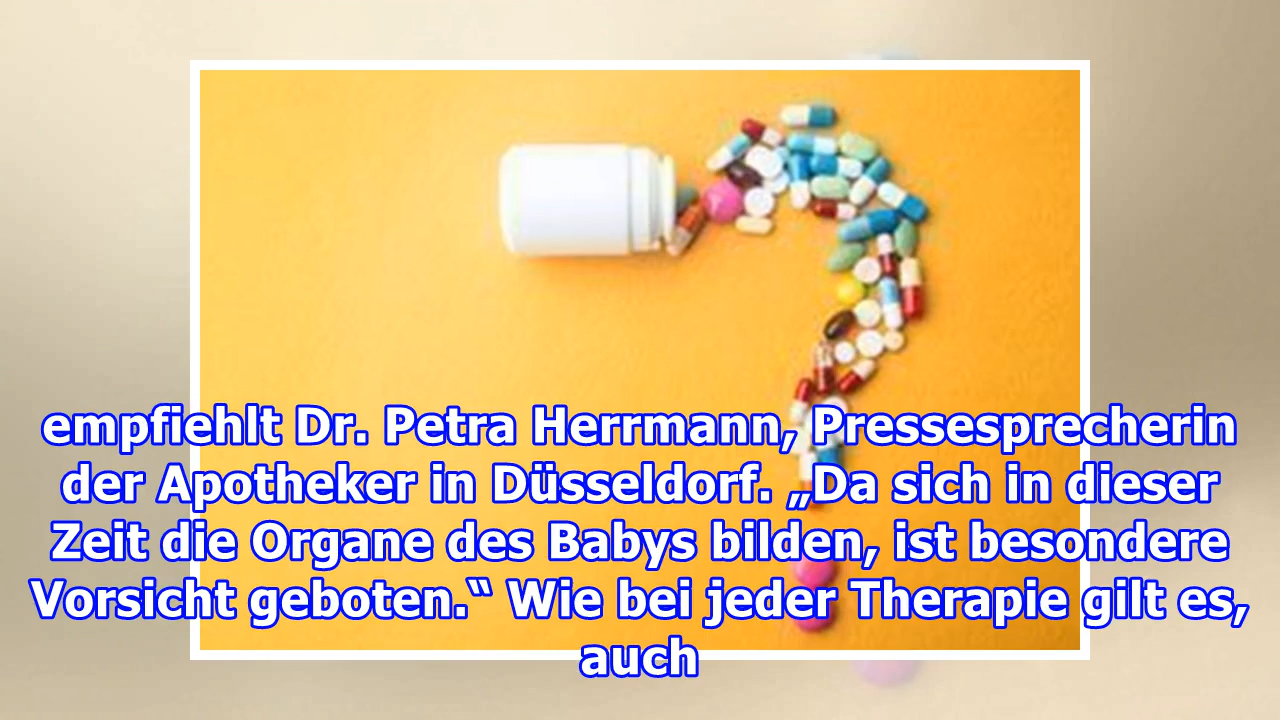 empfiehlt Dr. Petra Herrmann, Pressesprecherin
der Apotheker in Düsseldorf. „Da sich in dieser
Zeit die Organe des Babys bilden, ist besondere
Vorsicht geboten.“ Wie bei jeder Therapie gilt es,
auch